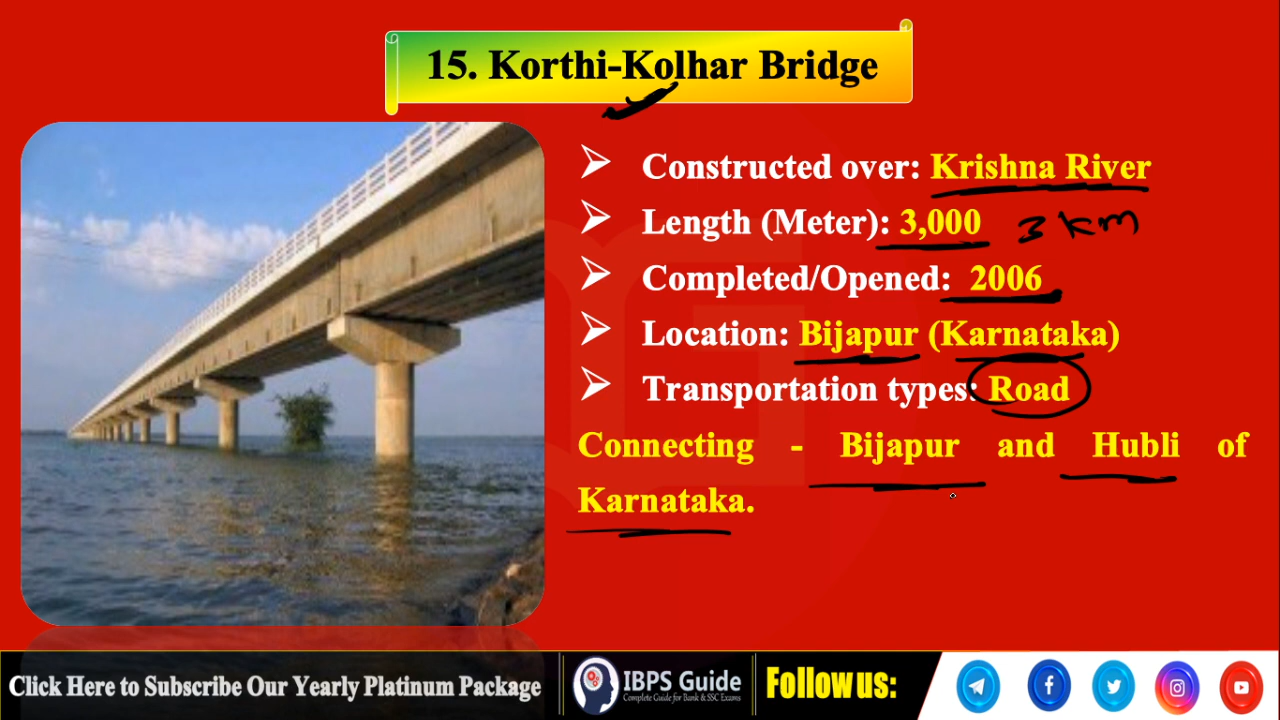 15. Korthi-Kolhar Bridge
➢ Constructed over: Krishna River
➢ Length (Meter): 3,000 3 km
➢ Completed/Opened: 2006
➢ Location: Bijapur (Karnataka)
➢ Transportation types: Road
Connecting - Bijapur and Hubli of
Karnataka.
Click Here to Subscribe Our Yearly Platinum Package
IBPS Guide
Complete Guide for Bank & SSC Exams
Follow us: